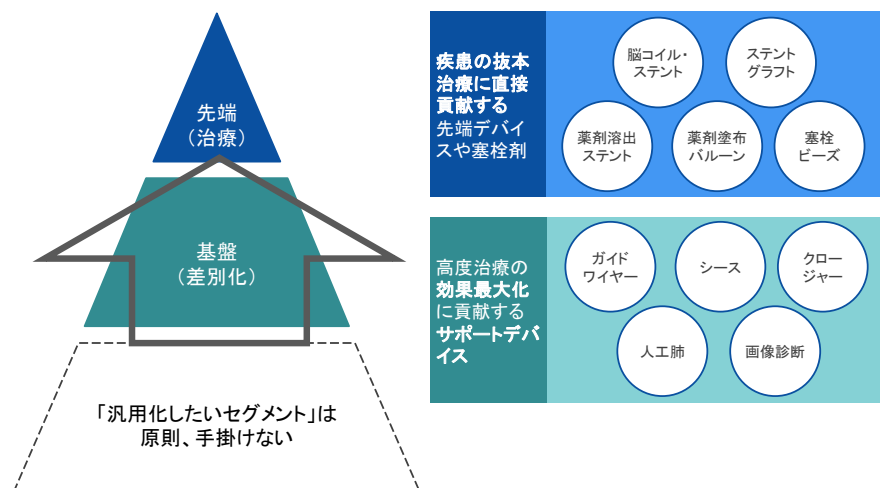 先端
（治療）
基盤
（差別化）
「汎用化したいセグメント」は
原則、手掛けない
疾患の抜本
治療に直接
貢献する
先端デバイ
スや塞栓剤
脳コイル・
ステント
ステント
グラフト
薬剤溶出
ステント
薬剤塗布
バルーン
塞栓
ビーズ
高度治療の
効果最大化
に貢献する
サポートデバ
イス
ガイド
ワイヤー
シース
クロー
ジャー
人工肺
画像診断